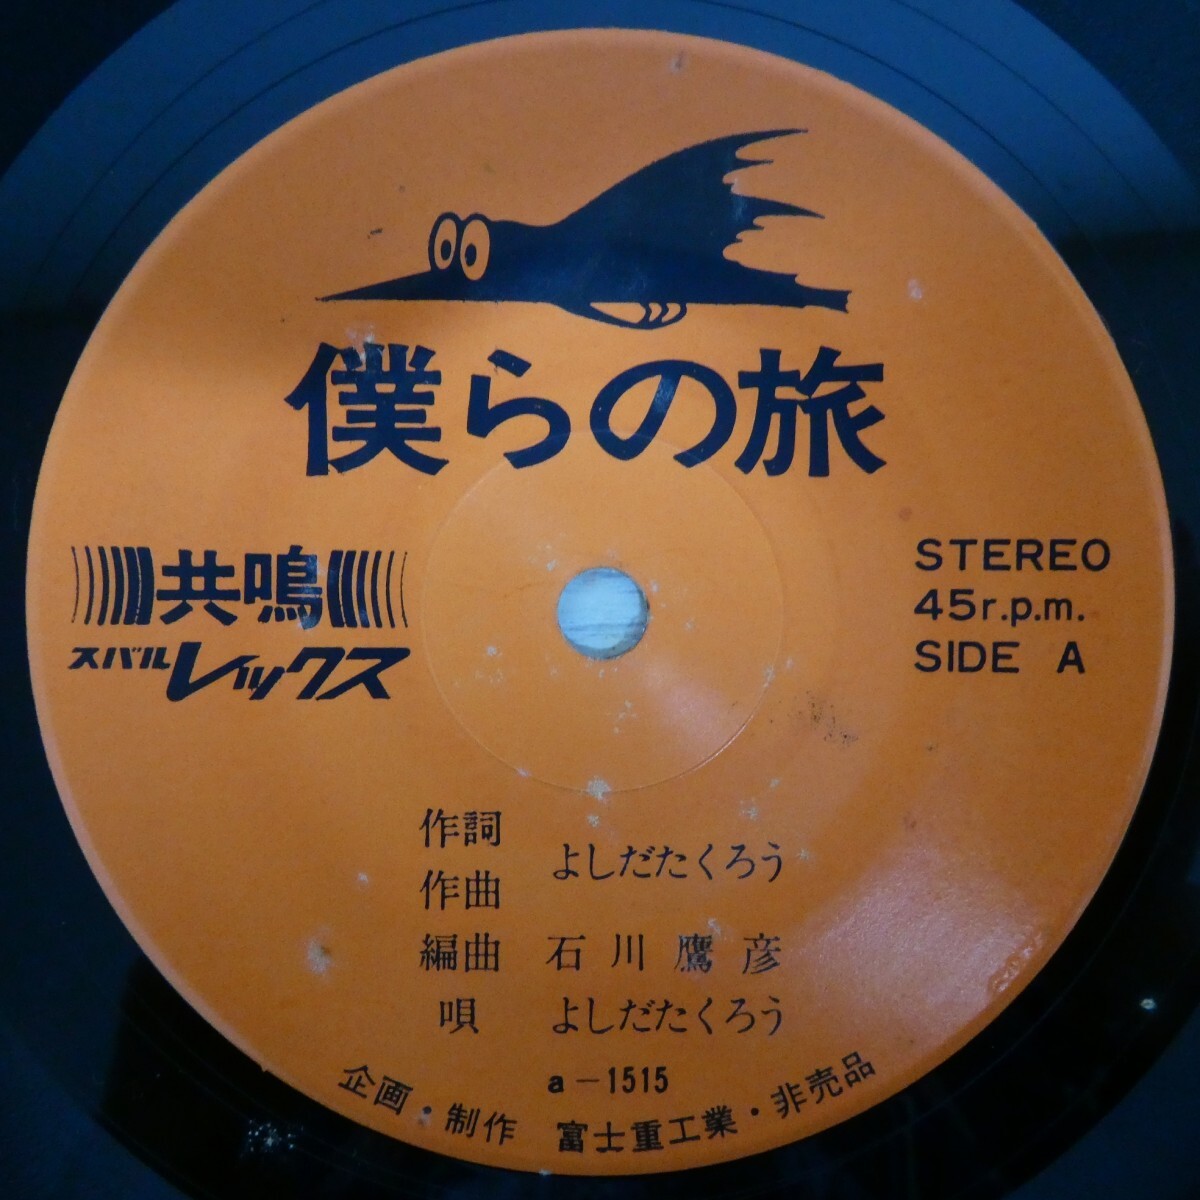 僕らの旅
共鳴
スバル レックス
STEREO
45r.p.m.
SIDE A
作詞
作曲 よしだたくろう
編曲 石川鷹彦
唄 よしだたくろう
a-1515
企画・制作 富士重工業・非売品